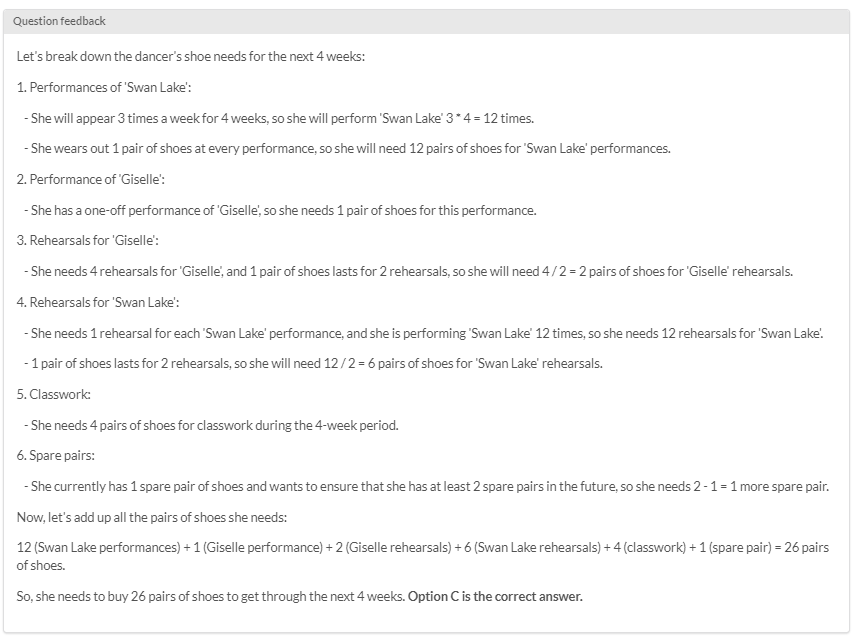 Question feedback
Let's break down the dancer's shoe needs for the next 4 weeks:
1. Performances of 'Swan Lake':
- She will appear 3 times a week for 4 weeks, so she will perform 'Swan Lake' 3 * 4 = 12 times.
- She wears out 1 pair of shoes at every performance, so she will need 12 pairs of shoes for 'Swan Lake' performances.
2. Performance of 'Giselle':
- She has a one-off performance of 'Giselle', so she needs 1 pair of shoes for this performance.
3. Rehearsals for 'Giselle':
- She needs 4 rehearsals for 'Giselle', and 1 pair of shoes lasts for 2 rehearsals, so she will need 4 / 2 = 2 pairs of shoes for 'Giselle' rehearsals.
4. Rehearsals for 'Swan Lake':
- She needs 1 rehearsal for each 'Swan Lake' performance, and she is performing 'Swan Lake' 12 times, so she needs 12 rehearsals for 'Swan Lake'.
- 1 pair of shoes lasts for 2 rehearsals, so she will need 12 / 2 = 6 pairs of shoes for 'Swan Lake' rehearsals.
5. Classwork:
- She needs 4 pairs of shoes for classwork during the 4-week period.
6. Spare pairs:
- She currently has 1 spare pair of shoes and wants to ensure that she has at least 2 spare pairs in the future, so she needs 2 - 1 = 1 more spare pair.
Now, let's add up all the pairs of shoes she needs:
12 (Swan Lake performances) + 1 (Giselle performance) + 2 (Giselle rehearsals) + 6 (Swan Lake rehearsals) + 4 (classwork) + 1 (spare pair) = 26 pairs
of shoes.
So, she needs to buy 26 pairs of shoes to get through the next 4 weeks. Option C is the correct answer.